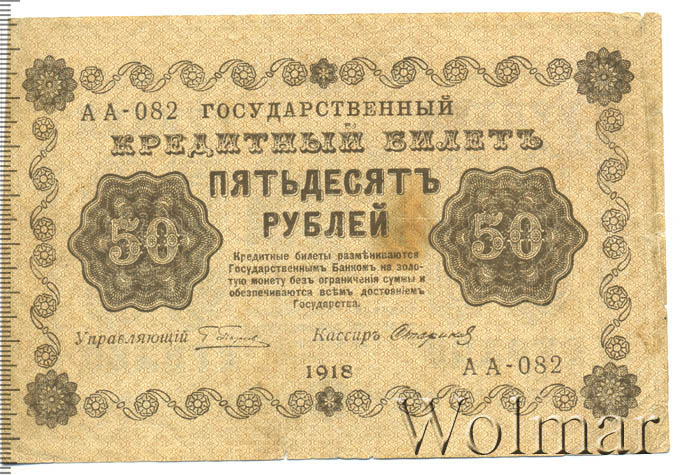 АА-082 ГОСУДАРСТВЕННЫЙ
КРЕДИТНЫЙ БИЛЕТЪ
ПЯТЬДЕСЯТЪ
РУБЛЕЙ
50
50
Кредитные билеты размѣниваются
Государственнымъ Банкомъ на золо-
тую монету безъ ограниченія суммы и
обезпечиваются всѣмъ достояніемъ
Государства.
Управляющій
Кассиръ
1918
АА-082
Wolmar